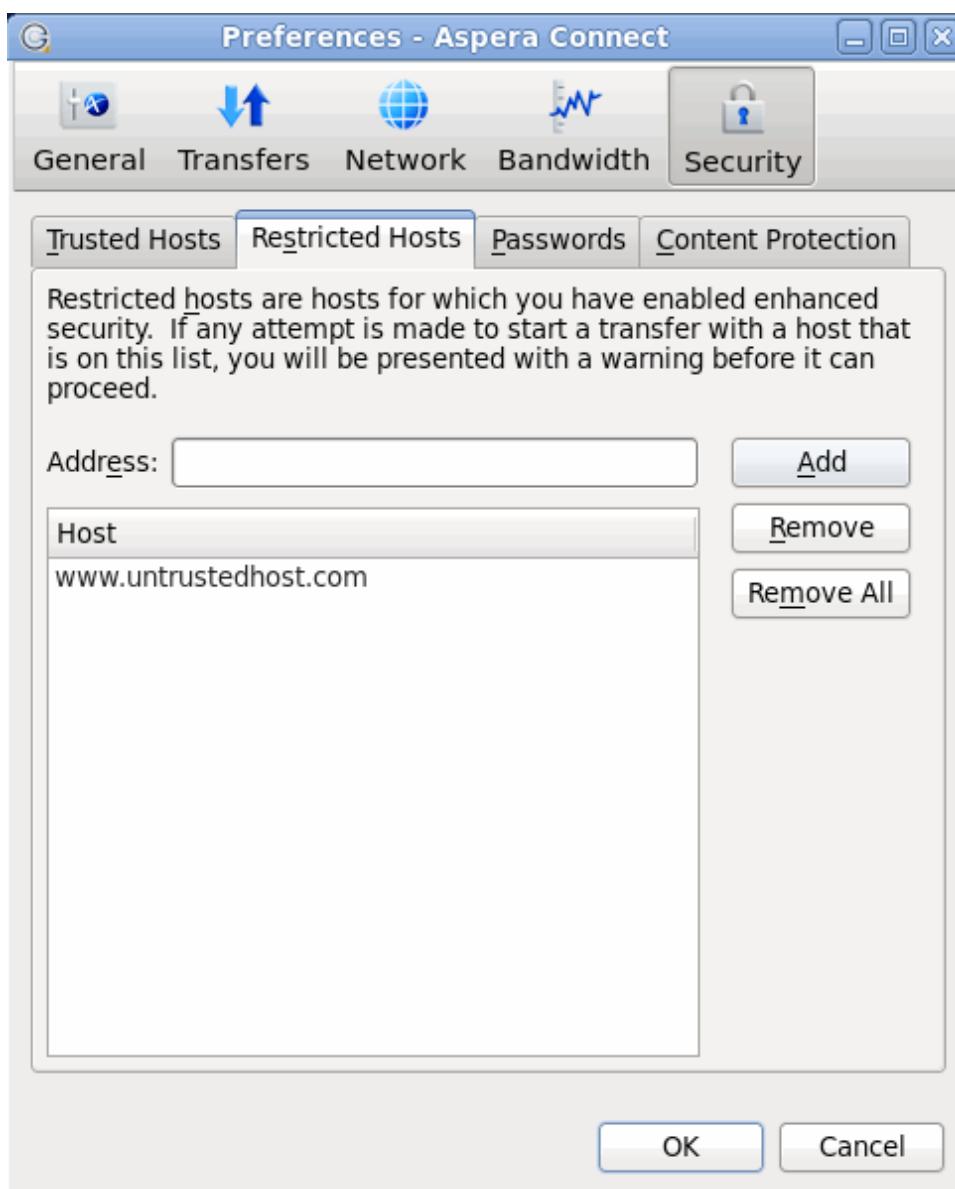 Preferences - Aspera Connect
General Transfers Network Bandwidth Security
Trusted Hosts Restricted Hosts Passwords Content Protection
Restricted hosts are hosts for which you have enabled enhanced
security.  If any attempt is made to start a transfer with a host that
is on this list, you will be presented with a warning before it can
proceed.
Address: Add
Host
Remove
www.untrustedhost.com
Remove All
OK Cancel